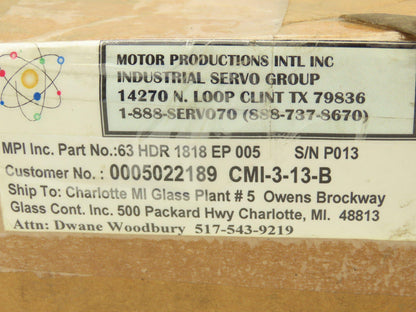 MOTOR PRODUCTIONS INTL INC
INDUSTRIAL SERVO GROUP
14270 N. LOOP CLINT TX 79836
1-888-SERVO70 (888-737-8670)
MPI Inc. Part No.:63 HDR 1818 EP 005 S/N P013
Customer No. : 0005022189 CMI-3-13-B
Ship To: Charlotte MI Glass Plant # 5 Owens Brockway
Glass Cont. Inc. 500 Packard Hwy Charlotte, MI. 48813
Attn: Dwane Woodbury 517-543-9219